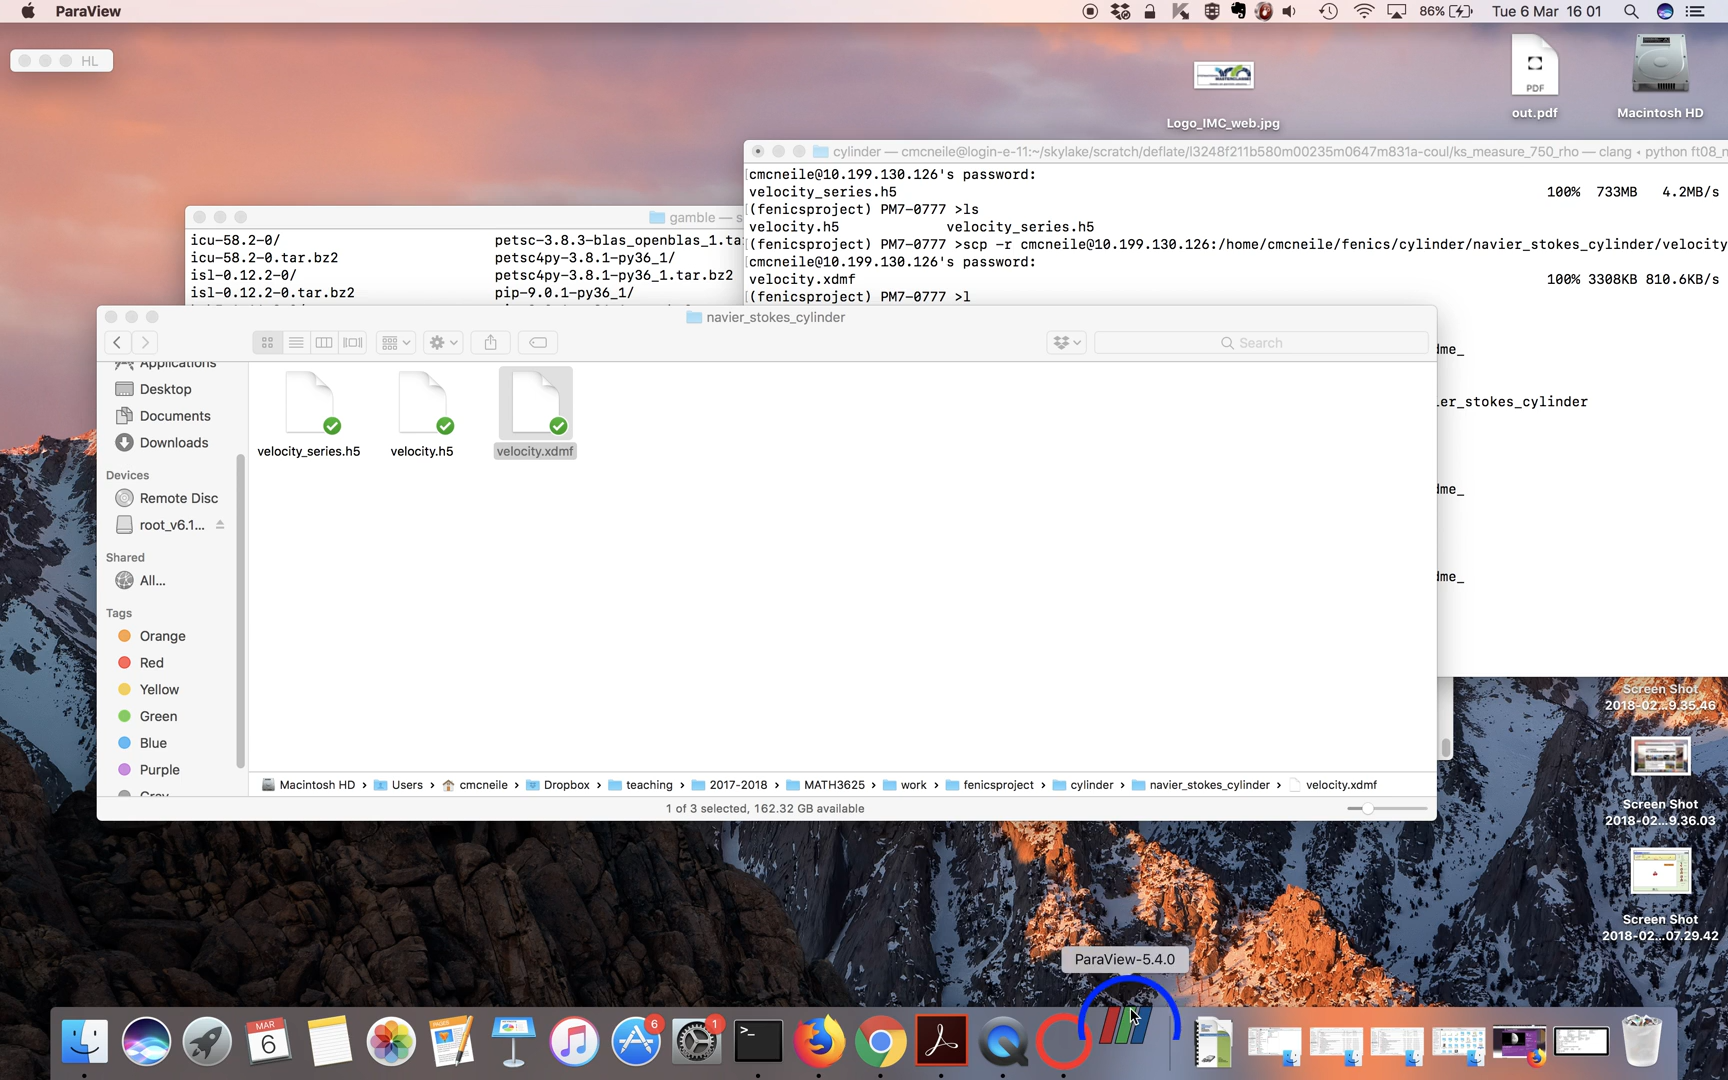 ParaView
86%
Tue 6 Mar 16 01
HL
PDF
Logo_IMC_web.jpg
out.pdf
Macintosh HD
cylinder — cmcneile@login-e-11:~/skylake/scratch/deflate/l3248f211b580m00235m0647m831a-coul/ks_measure_750_rho — clang ◂ python ft08_n
[cmcneile@10.199.130.126's password:
velocity_series.h5 100% 733MB 4.2MB/s
[(fenicsproject) PM7-0777 >ls
velocity.h5 velocity_series.h5
[(fenicsproject) PM7-0777 >scp -r cmcneile@10.199.130.126:/home/cmcneile/fenics/cylinder/navier_stokes_cylinder/velocity
[cmcneile@10.199.130.126's password:
velocity.xdmf 100% 3308KB 810.6KB/s
[(fenicsproject) PM7-0777 >l
gamble — s
icu-58.2-0/ petsc-3.8.3-blas_openblas_1.ta
icu-58.2-0.tar.bz2 petsc4py-3.8.1-py36_1/
isl-0.12.2-0/ petsc4py-3.8.1-py36_1.tar.bz2
isl-0.12.2-0.tar.bz2 pip-9.0.1-py36_1/
navier_stokes_cylinder
Search
dme_
ier_stokes_cylinder
dme_
dme_
Applications
Desktop
Documents
Downloads
Devices
Remote Disc
root_v6.1...
Shared
All...
Tags
Orange
Red
Yellow
Green
Blue
Purple
Gray
velocity_series.h5
velocity.h5
velocity.xdmf
Macintosh HD › Users › cmcneile › Dropbox › teaching › 2017-2018 › MATH3625 › work › fenicsproject › cylinder › navier_stokes_cylinder › velocity.xdmf
1 of 3 selected, 162.32 GB available
Screen Shot
2018-02...9.35.46
Screen Shot
2018-02...9.36.03
Screen Shot
2018-02...07.29.42
ParaView-5.4.0
MAR
6
PAGES
6
1
>_